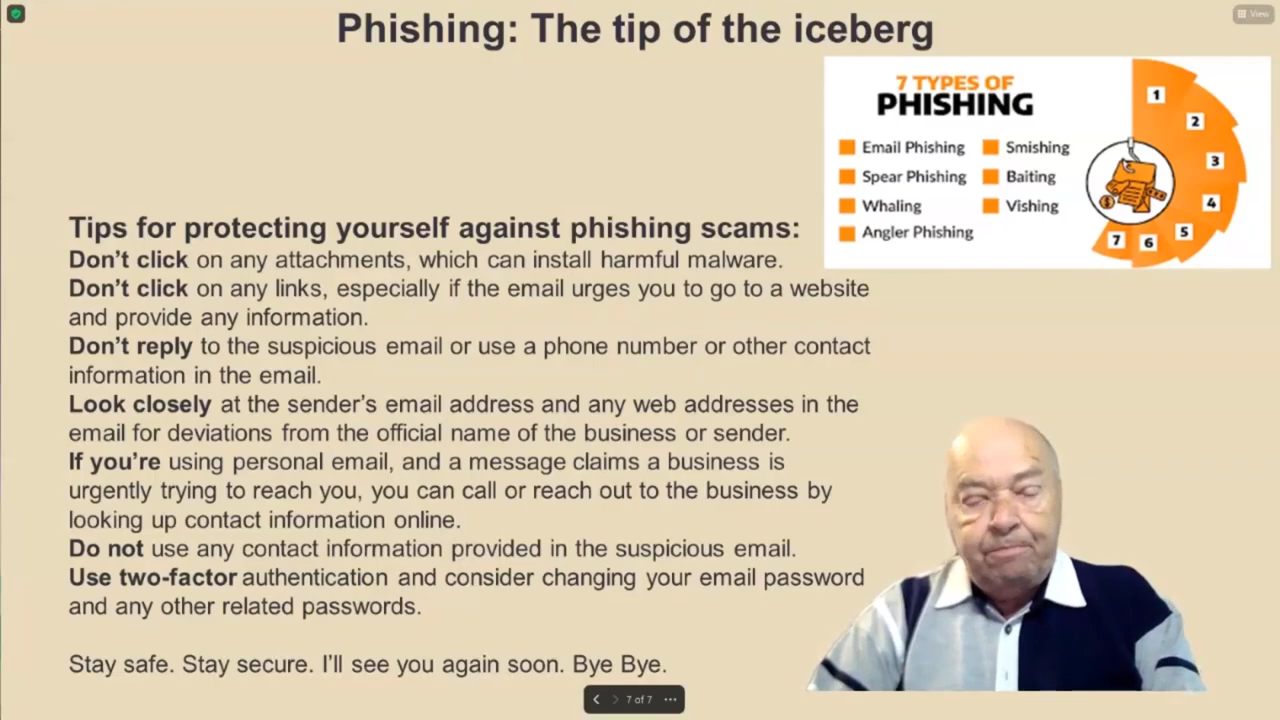 View
Phishing: The tip of the iceberg
7 TYPES OF
PHISHING
Email Phishing
Spear Phishing
Whaling
Angler Phishing
Smishing
Baiting
Vishing
1
2
3
4
5
6
7
Tips for protecting yourself against phishing scams:
Don’t click on any attachments, which can install harmful malware.
Don’t click on any links, especially if the email urges you to go to a website
and provide any information.
Don’t reply to the suspicious email or use a phone number or other contact
information in the email.
Look closely at the sender’s email address and any web addresses in the
email for deviations from the official name of the business or sender.
If you’re using personal email, and a message claims a business is
urgently trying to reach you, you can call or reach out to the business by
looking up contact information online.
Do not use any contact information provided in the suspicious email.
Use two-factor authentication and consider changing your email password
and any other related passwords.
Stay safe. Stay secure. I’ll see you again soon. Bye Bye.
7 of 7